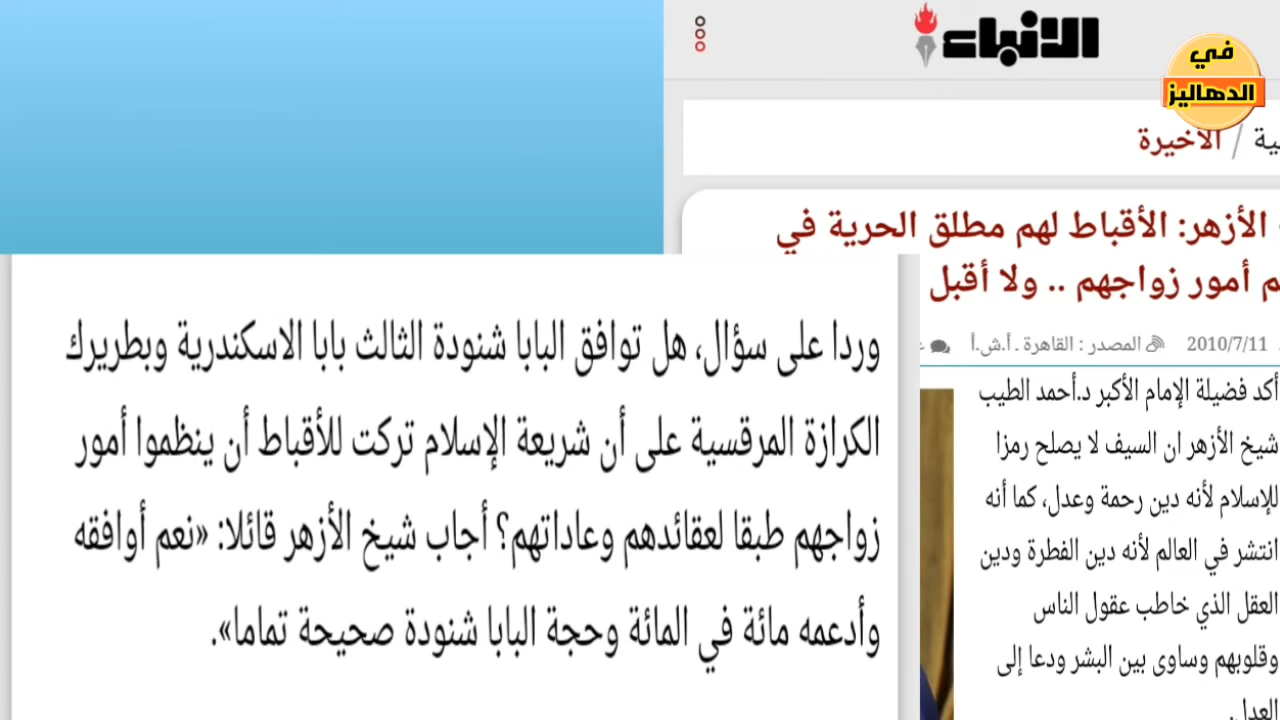 الأنباء
في
الدهاليز
الأخيرة /
الأزهر: الأقباط لهم مطلق الحرية في
أمور زواجهم .. ولا أقبل
2010/7/11 المصدر : القاهرة ـ أ.ش.أ
أكد فضيلة الإمام الأكبر د.أحمد الطيب
شيخ الأزهر ان السيف لا يصلح رمزا
للإسلام لأنه دين رحمة وعدل، كما أنه
انتشر في العالم لأنه دين الفطرة ودين
العقل الذي خاطب عقول الناس
وقلوبهم وساوى بين البشر ودعا إلى
العدل.
وردا على سؤال، هل توافق البابا شنودة الثالث بابا الاسكندرية وبطريرك
الكرازة المرقسية على أن شريعة الإسلام تركت للأقباط أن ينظموا أمور
زواجهم طبقا لعقائدهم وعاداتهم؟ أجاب شيخ الأزهر قائلا: «نعم أوافقه
وأدعمه مائة في المائة وحجة البابا شنودة صحيحة تماما».